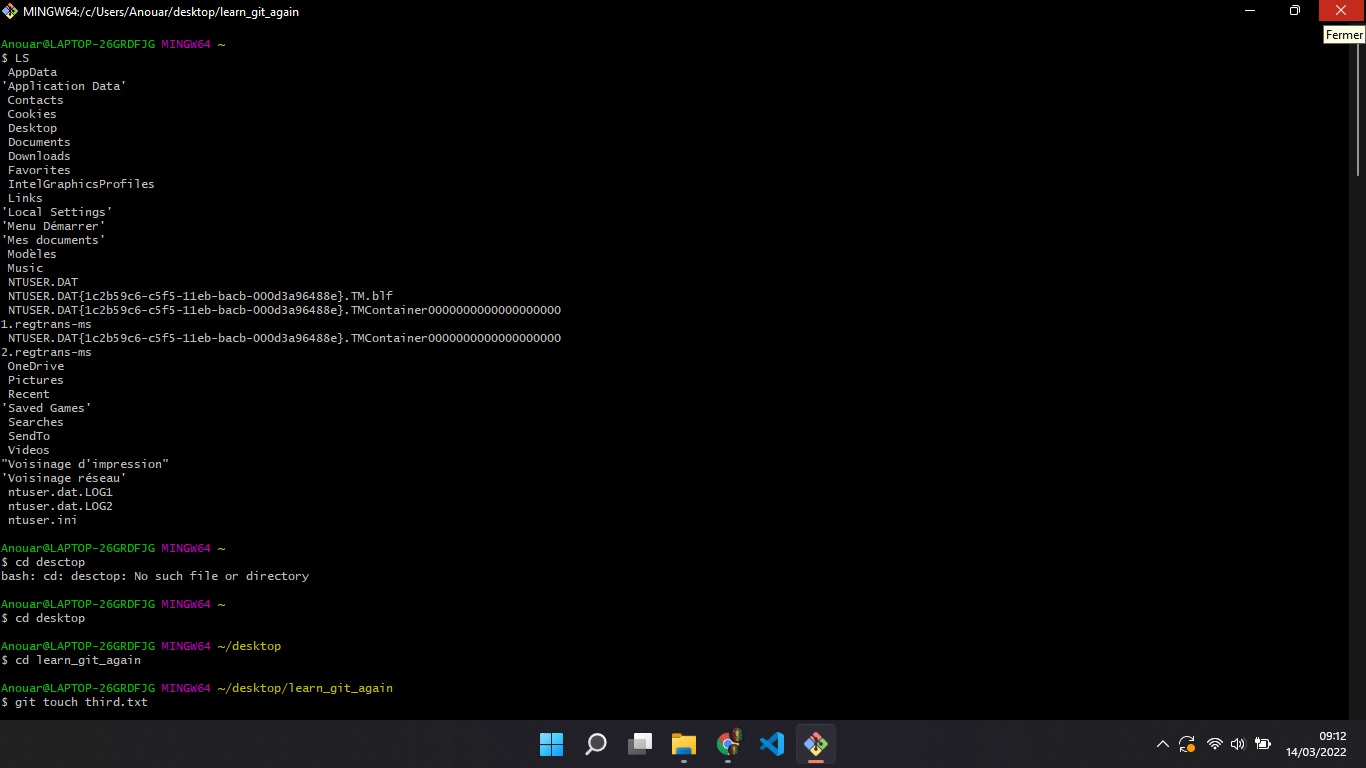 MINGW64:/c/Users/Anouar/desktop/learn_git_again
Fermer
Anouar@LAPTOP-26GRDFJG MINGW64 ~
$ LS
AppData
'Application Data'
Contacts
Cookies
Desktop
Documents
Downloads
Favorites
IntelGraphicsProfiles
Links
'Local Settings'
'Menu Démarrer'
'Mes documents'
Modèles
Music
NTUSER.DAT
NTUSER.DAT{1c2b59c6-c5f5-11eb-bacb-000d3a96488e}.TM.blf
NTUSER.DAT{1c2b59c6-c5f5-11eb-bacb-000d3a96488e}.TMContainer0000000000000000000
1.regtrans-ms
NTUSER.DAT{1c2b59c6-c5f5-11eb-bacb-000d3a96488e}.TMContainer0000000000000000000
2.regtrans-ms
OneDrive
Pictures
Recent
'Saved Games'
Searches
SendTo
Videos
"Voisinage d'impression"
'Voisinage réseau'
ntuser.dat.LOG1
ntuser.dat.LOG2
ntuser.ini
Anouar@LAPTOP-26GRDFJG MINGW64 ~
$ cd desctop
bash: cd: desctop: No such file or directory
Anouar@LAPTOP-26GRDFJG MINGW64 ~
$ cd desktop
Anouar@LAPTOP-26GRDFJG MINGW64 ~/desktop
$ cd learn_git_again
Anouar@LAPTOP-26GRDFJG MINGW64 ~/desktop/learn_git_again
$ git touch third.txt
09:12
14/03/2022